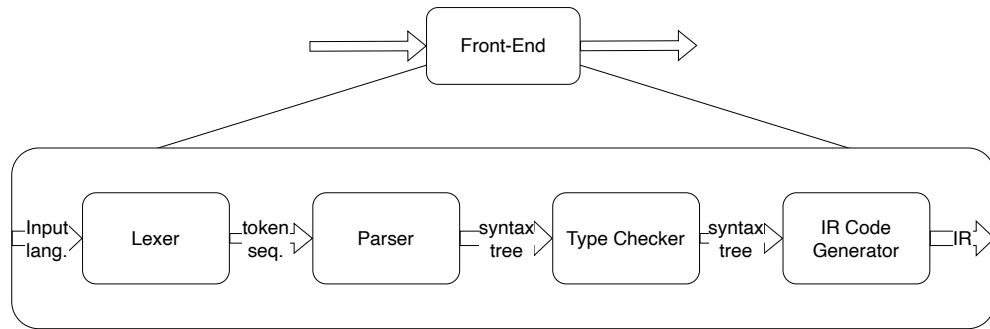 Front-End
Input
lang.
Lexer
token
seq.
Parser
syntax
tree
Type Checker
syntax
tree
IR Code
Generator
IR